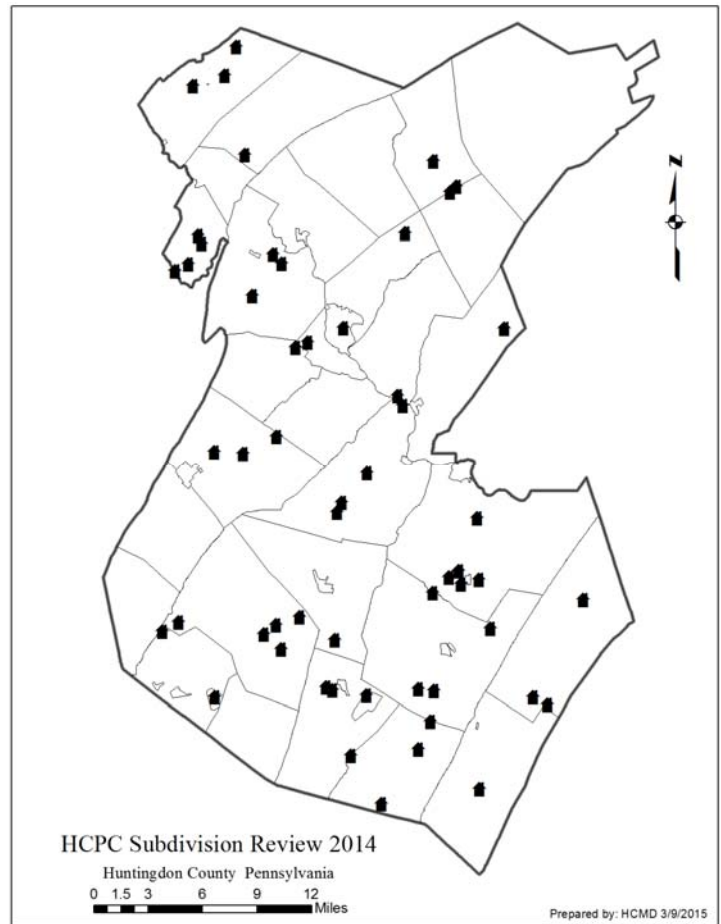 N
HCPC Subdivision Review 2014
Huntingdon County Pennsylvania
0 1.5 3 6 9 12
Miles
Prepared by: HCMD 3/9/2015